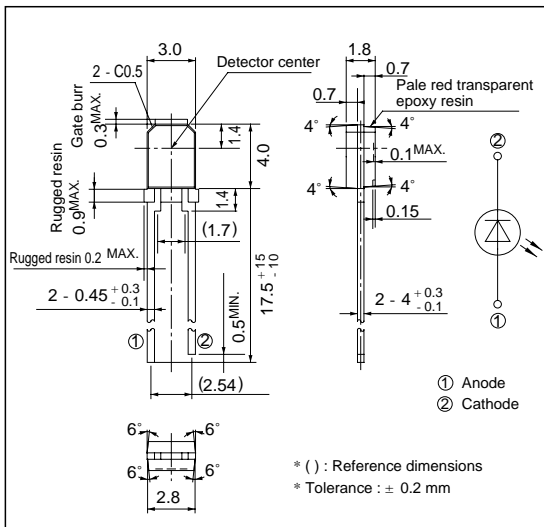 3.0
1.8
2 - C0.5
Detector center
0.7
0.7
Pale red transparent
epoxy resin
Gate burr
0.3MAX.
1.4
4.0
4°
4°
0.1MAX.
②
Rugged resin
0.9MAX.
1.4
4°
4°
0.15
(1.7)
Rugged resin 0.2 MAX.
2 - 0.45 +0.3 -0.1
0.5MIN.
17.5 +15 -10
2 - 4 +0.3 -0.1
①
②
①
(2.54)
① Anode
② Cathode
6°
6°
6°
6°
2.8
* ( ) : Reference dimensions
* Tolerance : ± 0.2 mm